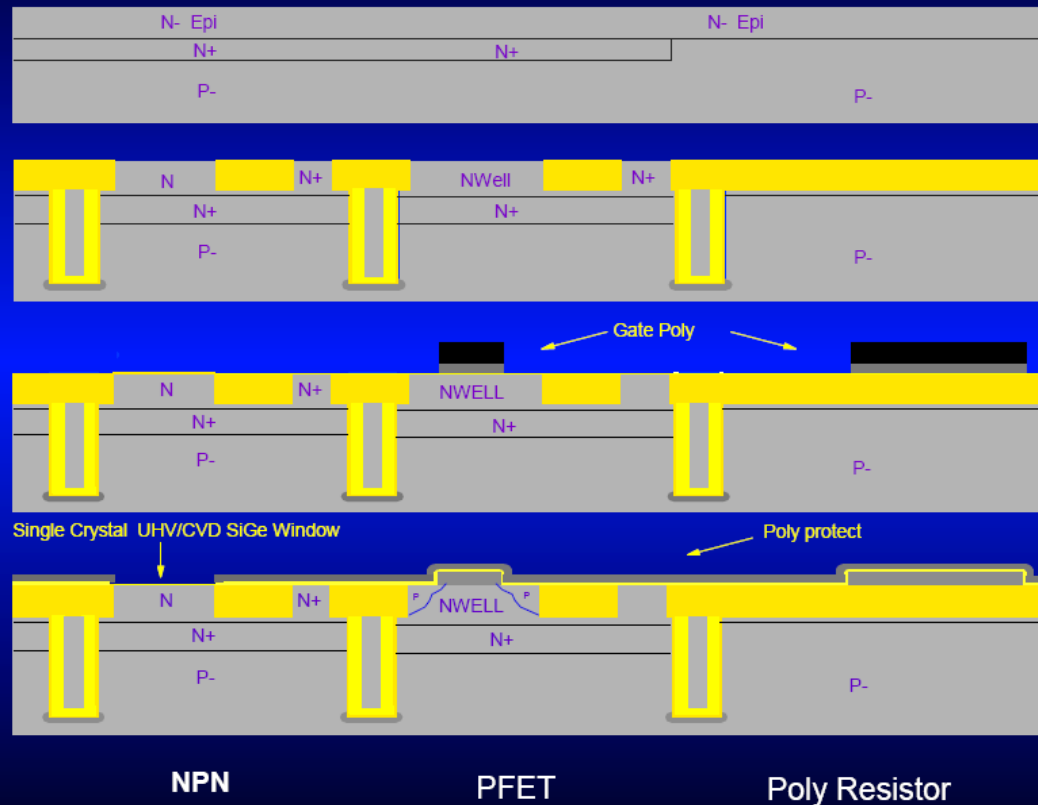 N- Epi N- Epi
N+ N+
P- P-
N N+ NWell N+
N+ N+
P- P-
Gate Poly
N N+ NWELL
N+ N+
P- P-
Single Crystal UHV/CVD SiGe Window Poly protect
N N+ P NWELL P
N+ N+
P- P-
NPN PFET Poly Resistor